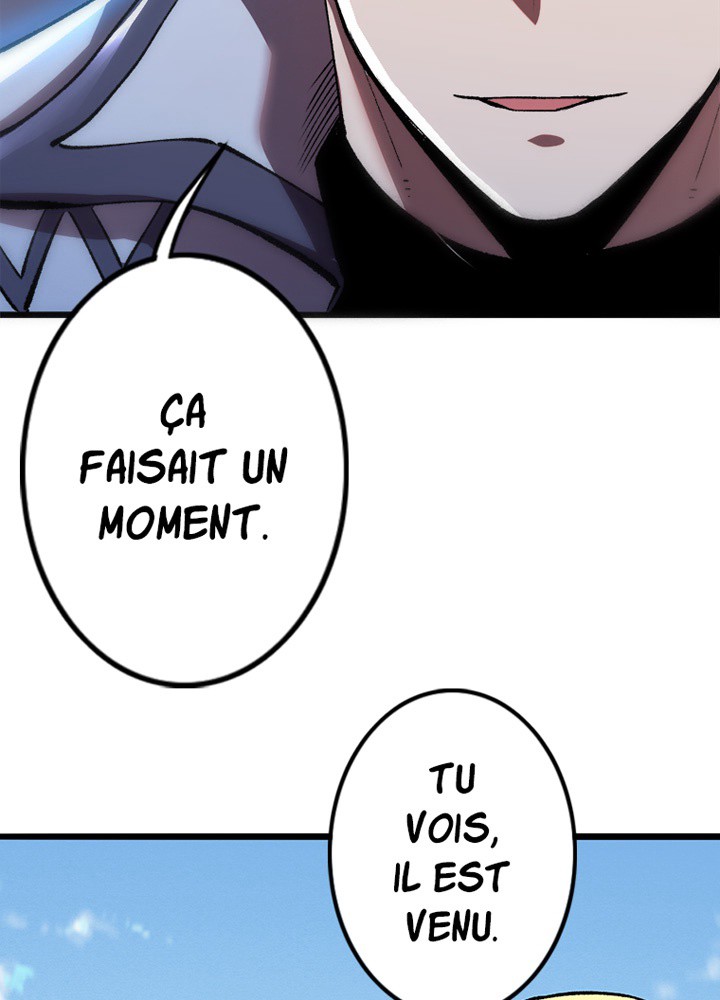 ÇA
FAISAIT UN
MOMENT.
TU
VOIS,
IL EST
VENU.